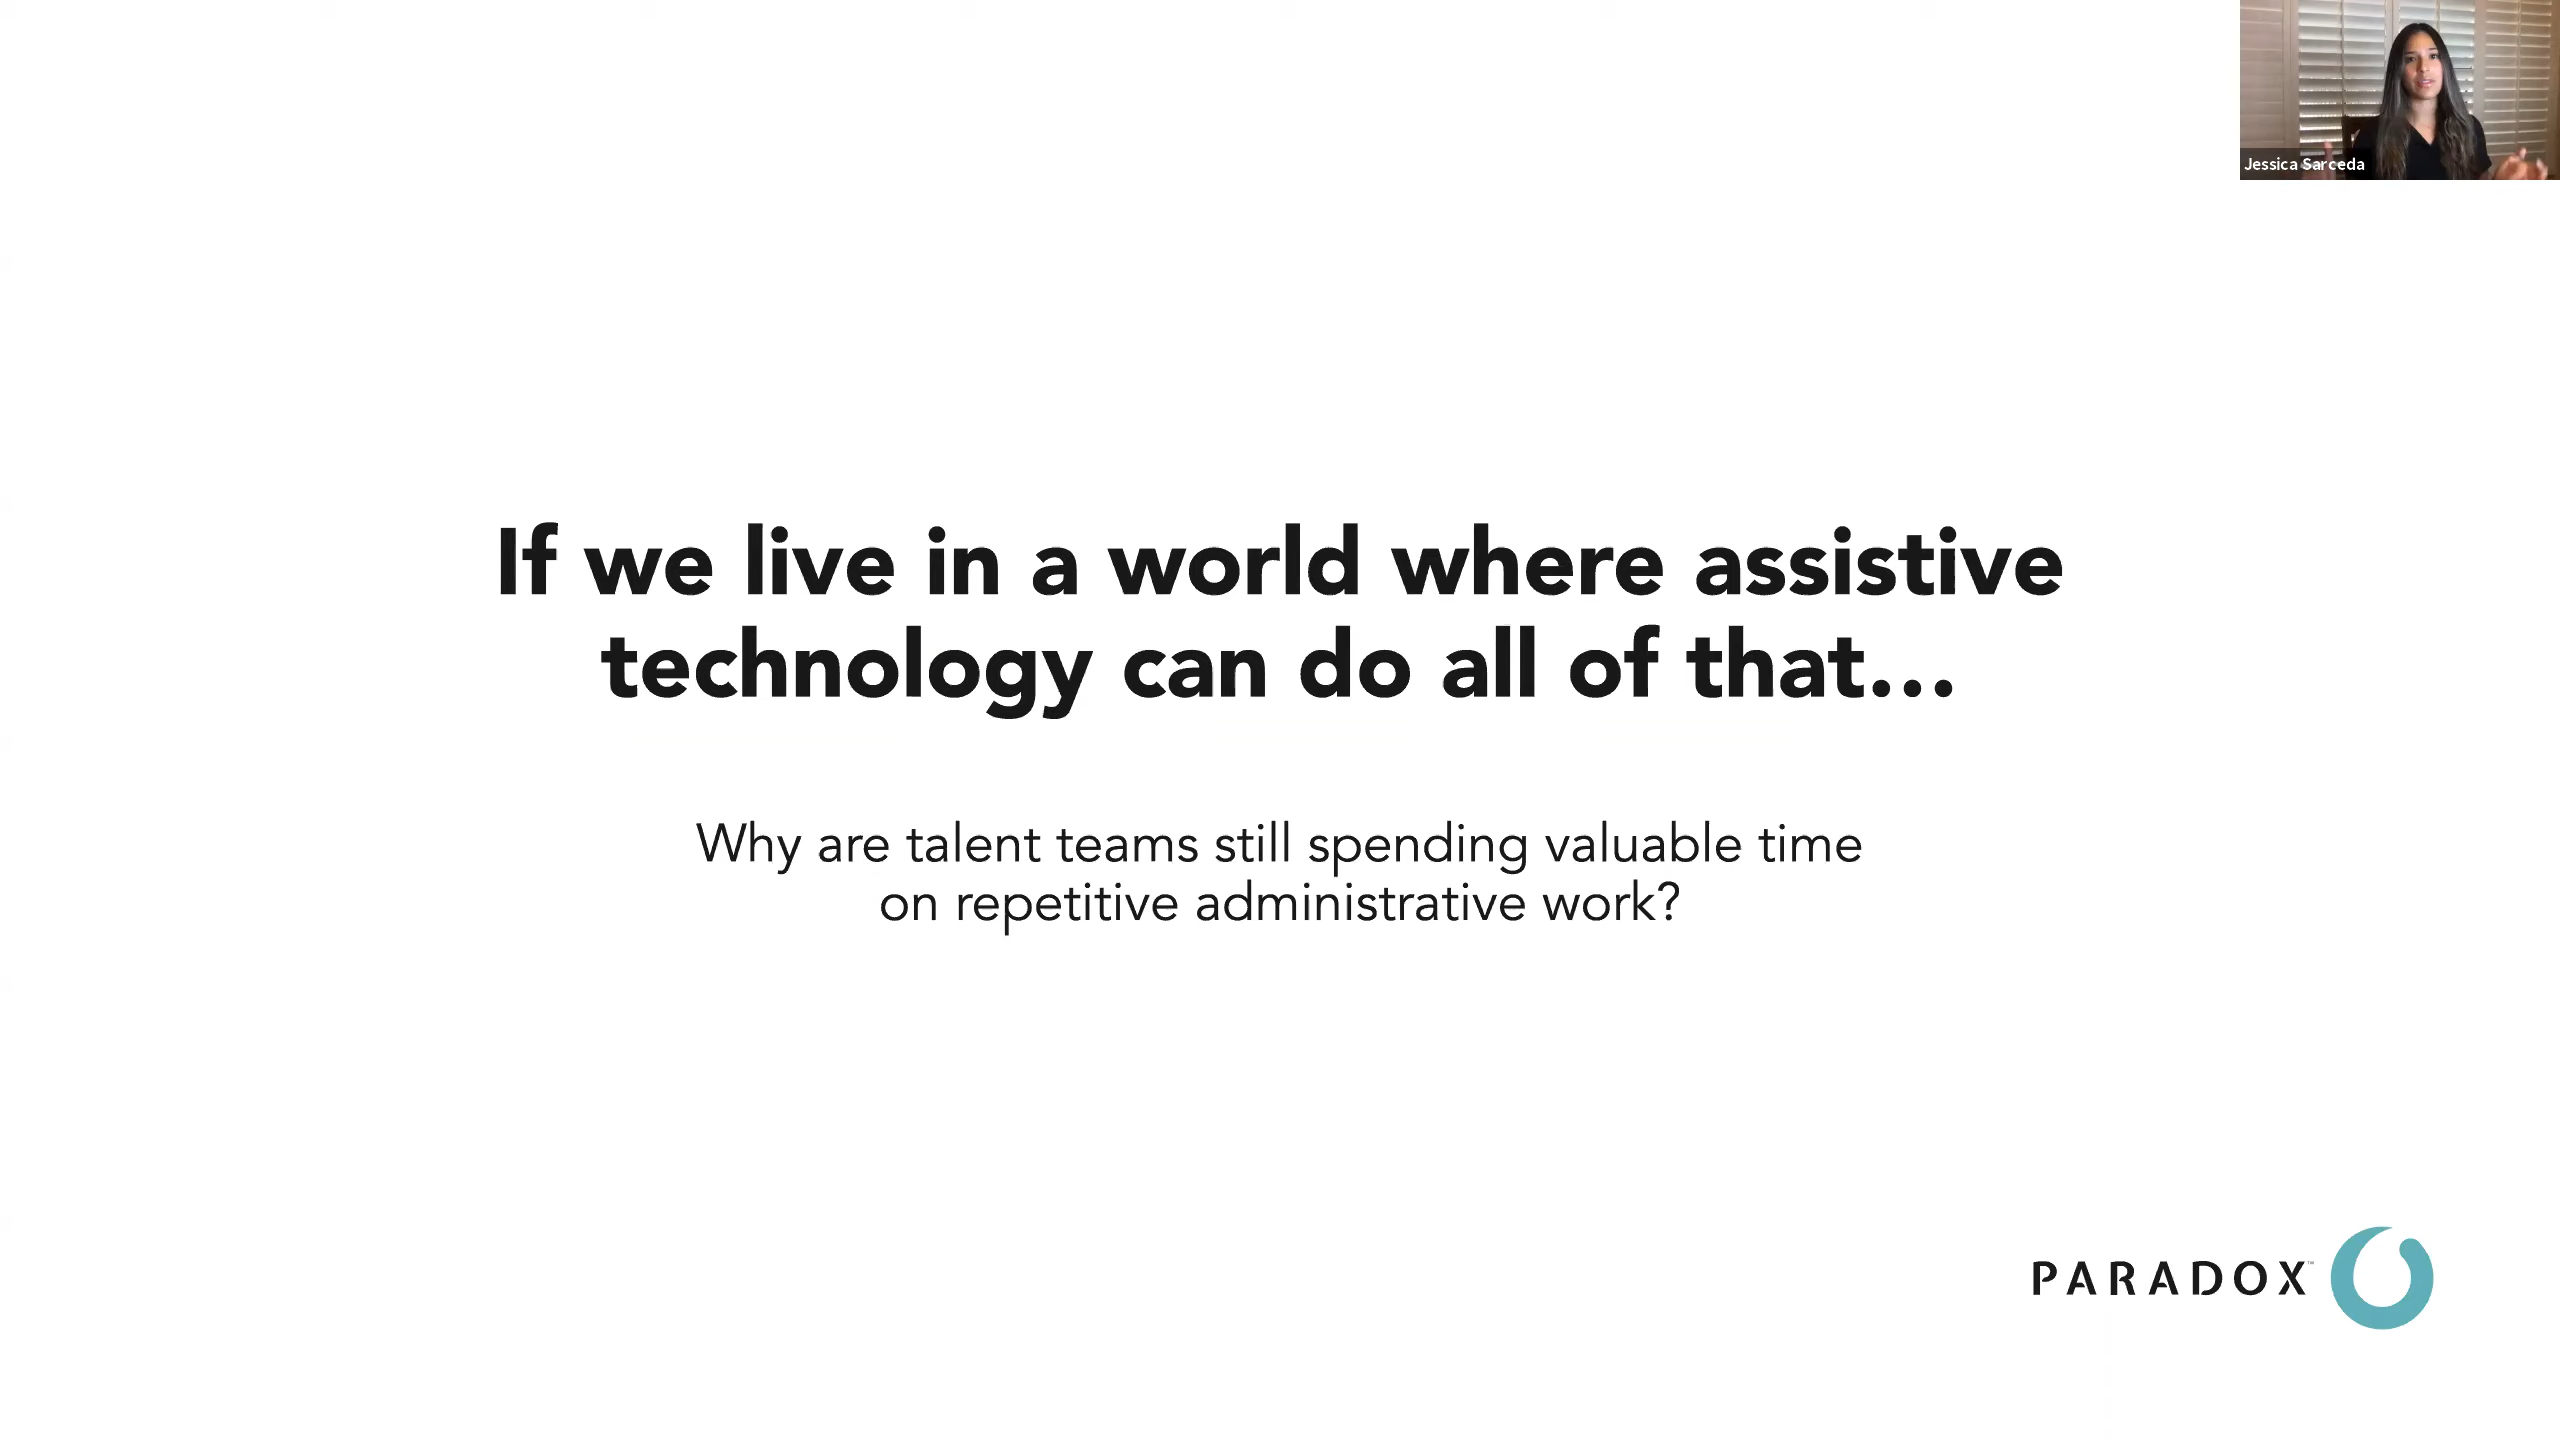 Jessica Sarceda
If we live in a world where assistive
technology can do all of that...
Why are talent teams still spending valuable time
on repetitive administrative work?
PARADOX™